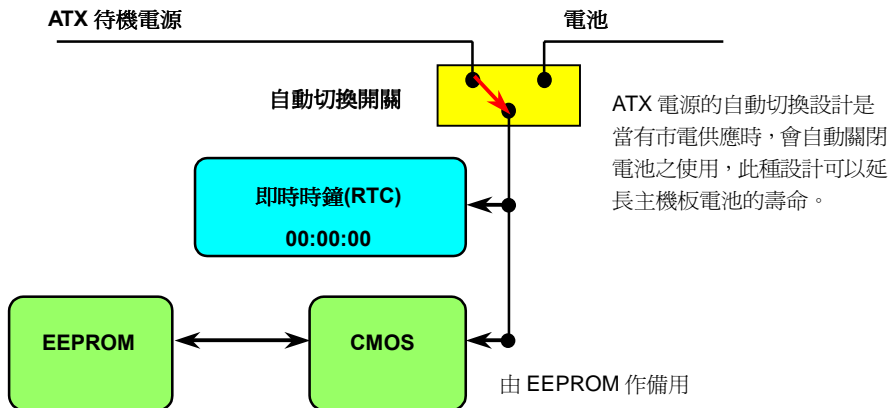 ATX 待機電源
電池
自動切換開關
ATX 電源的自動切換設計是
當有市電供應時，會自動關閉
電池之使用，此種設計可以延
長主機板電池的壽命。
即時時鐘(RTC)
00:00:00
EEPROM
CMOS
由 EEPROM 作備用